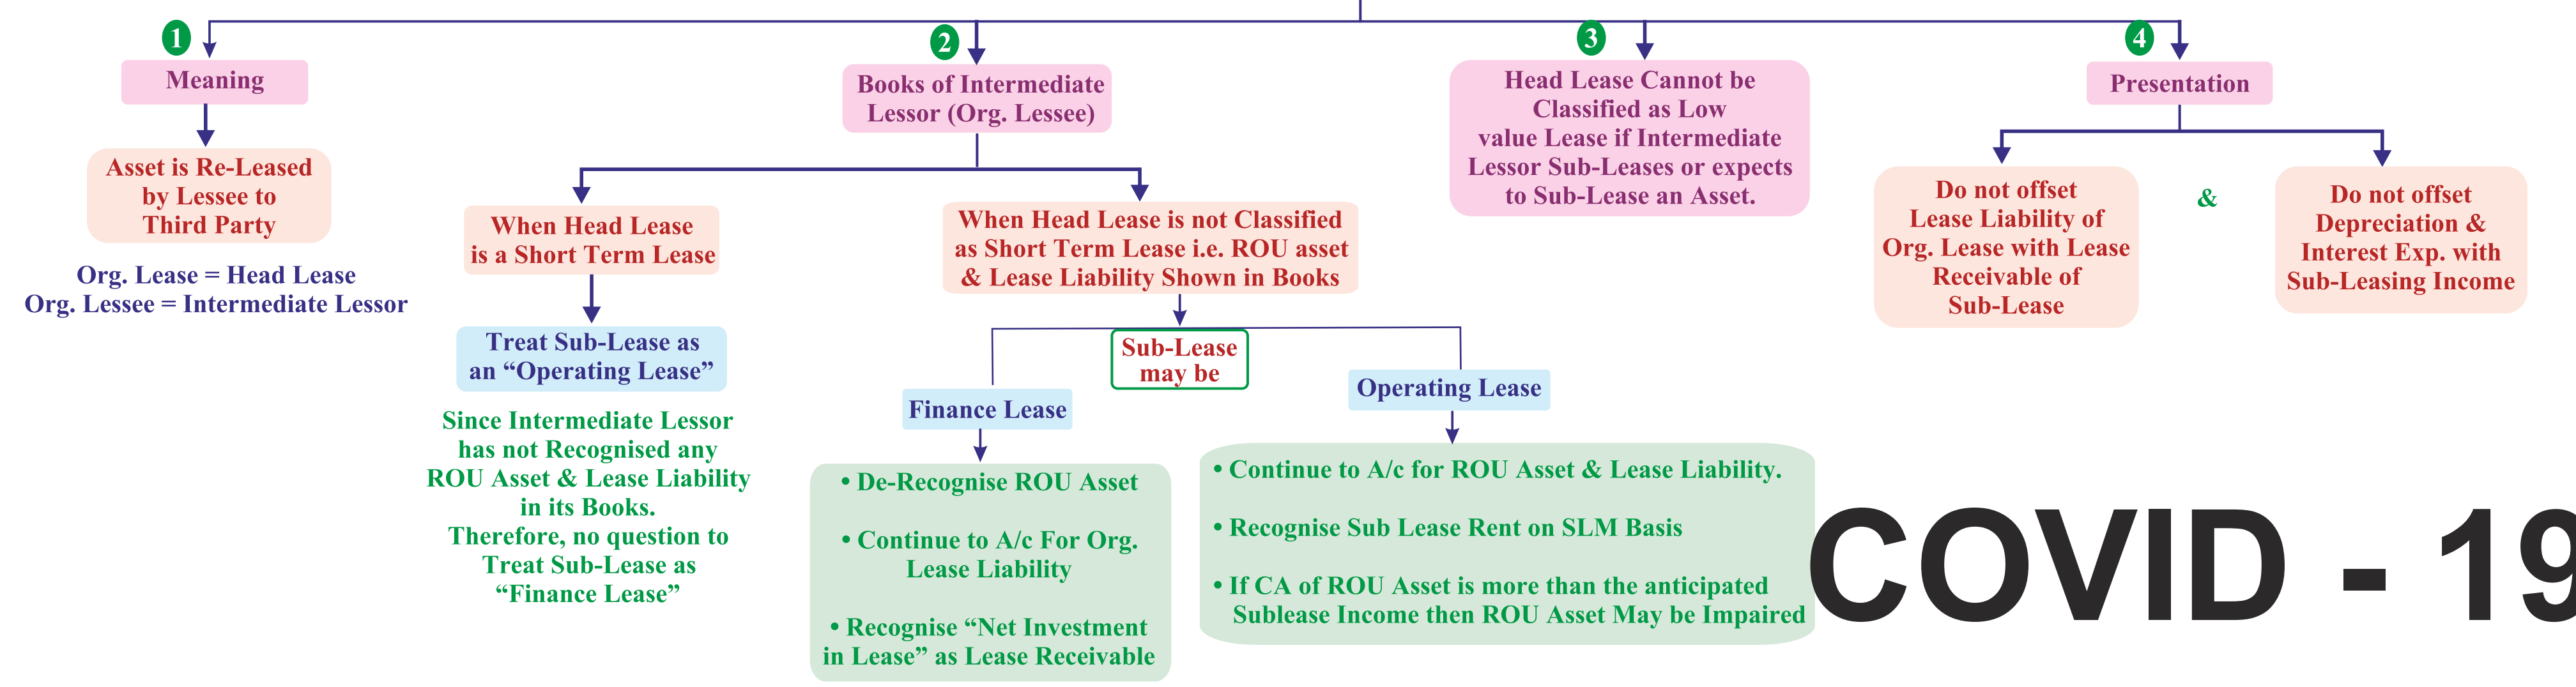 1
Meaning
Asset is Re-Leased
by Lessee to
Third Party
Org. Lease = Head Lease
Org. Lessee = Intermediate Lessor
2
Books of Intermediate
Lessor (Org. Lessee)
When Head Lease
is a Short Term Lease
Treat Sub-Lease as
an “Operating Lease”
Since Intermediate Lessor
has not Recognised any
ROU Asset & Lease Liability
in its Books.
Therefore, no question to
Treat Sub-Lease as
“Finance Lease”
When Head Lease is not Classified
as Short Term Lease i.e. ROU asset
& Lease Liability Shown in Books
Sub-Lease
may be
Finance Lease
• De-Recognise ROU Asset
• Continue to A/c For Org.
Lease Liability
• Recognise “Net Investment
in Lease” as Lease Receivable
Operating Lease
• Continue to A/c for ROU Asset & Lease Liability.
• Recognise Sub Lease Rent on SLM Basis
• If CA of ROU Asset is more than the anticipated
Sublease Income then ROU Asset May be Impaired
3
Head Lease Cannot be
Classified as Low
value Lease if Intermediate
Lessor Sub-Leases or expects
to Sub-Lease an Asset.
4
Presentation
Do not offset
Lease Liability of
Org. Lease with Lease
Receivable of
Sub-Lease
&
Do not offset
Depreciation &
Interest Exp. with
Sub-Leasing Income
COVID - 19